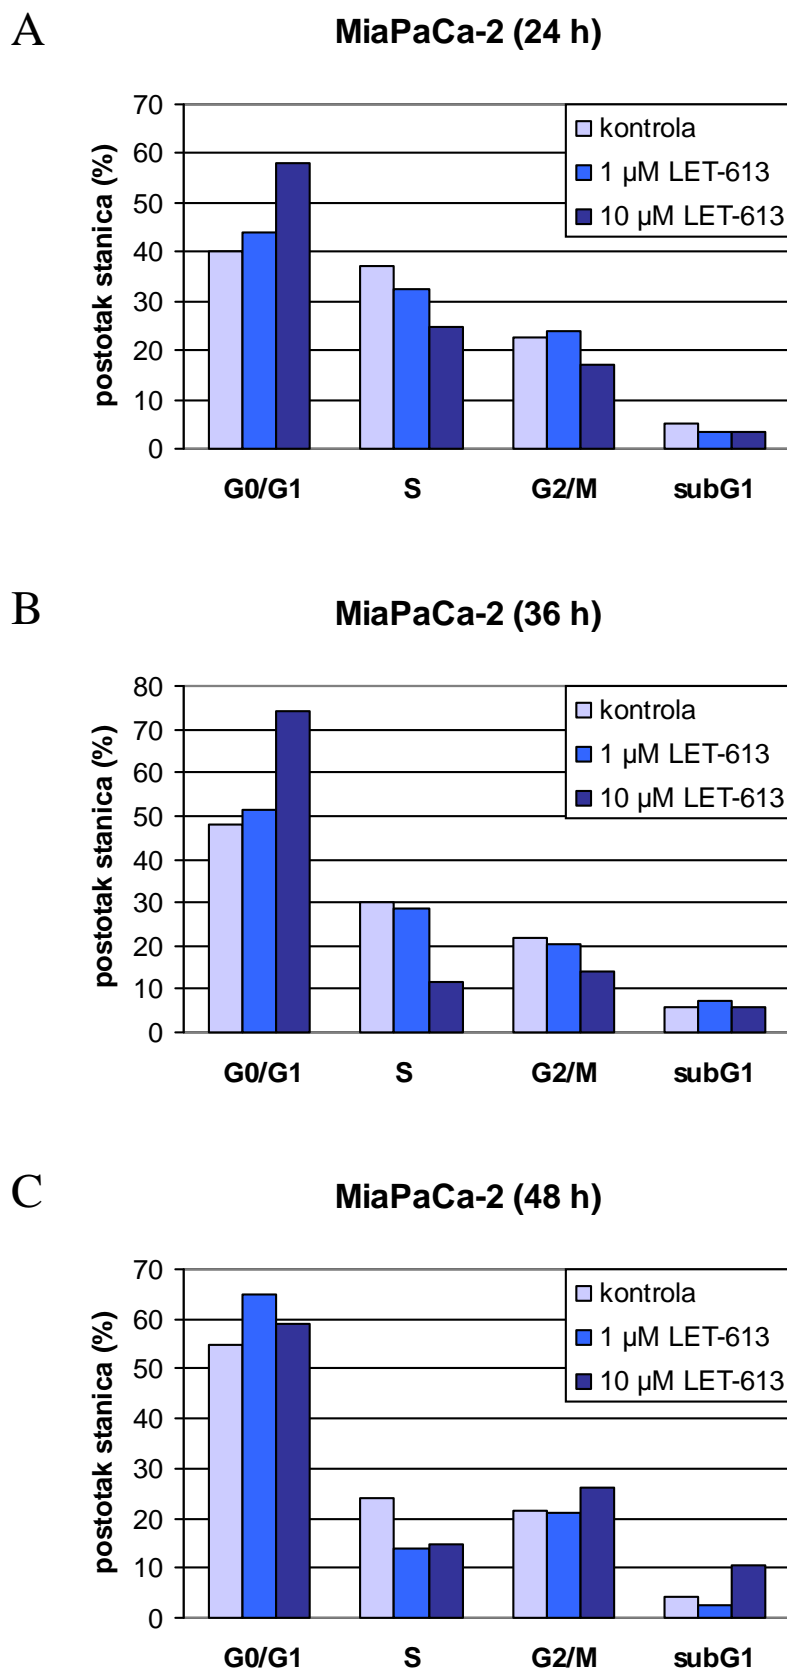 A
MiaPaCa-2 (24 h)
postotak stanica (%)
70
60
50
40
30
20
10
0
kontrola
1 µM LET-613
10 µM LET-613
G0/G1 S G2/M subG1
B
MiaPaCa-2 (36 h)
postotak stanica (%)
80
70
60
50
40
30
20
10
0
kontrola
1 µM LET-613
10 µM LET-613
G0/G1 S G2/M subG1
C
MiaPaCa-2 (48 h)
postotak stanica (%)
70
60
50
40
30
20
10
0
kontrola
1 µM LET-613
10 µM LET-613
G0/G1 S G2/M subG1